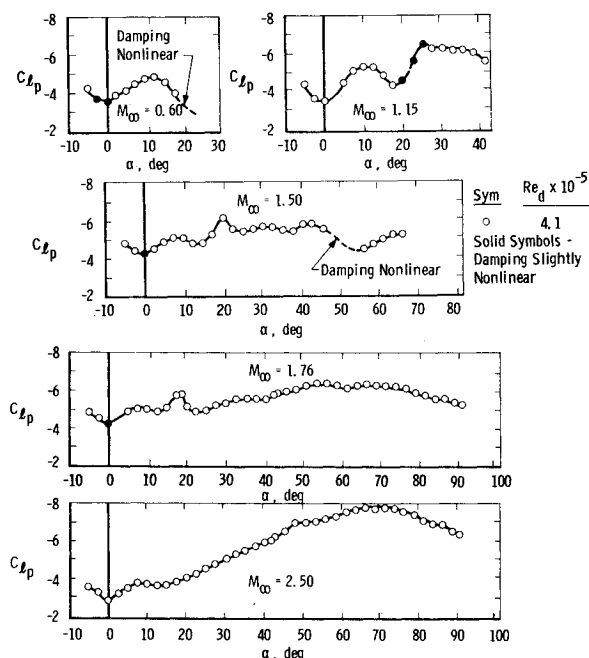 -8
-6
-4
-2
Cℓp
Damping
Nonlinear
M∞ = 0.60
-10 0 10 20 30
α, deg
-8
-6
-4
-2
M∞ = 1.15
-10 0 10 20 30 40
α, deg
-8
-6
-4
-2
Cℓp
M∞ = 1.50
Damping Nonlinear
-10 0 10 20 30 40 50 60 70 80
α, deg
Sym Re_d x 10⁻⁵
○ 4.1
Solid Symbols -
Damping Slightly
Nonlinear
-8
-6
-4
-2
Cℓp
M∞ = 1.76
-10 0 10 20 30 40 50 60 70 80 90 100
α, deg
-8
-6
-4
-2
Cℓp
M∞ = 2.50
-10 0 10 20 30 40 50 60 70 80 90 100
α, deg